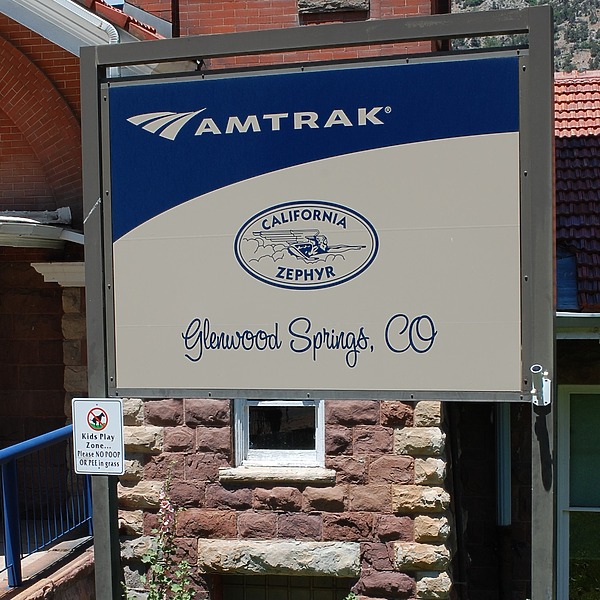 AMTRAK®
CALIFORNIA
ZEPHYR
Glenwood Springs, CO
Kids Play
Zone...
Please NO POOP
OR PEE in grass